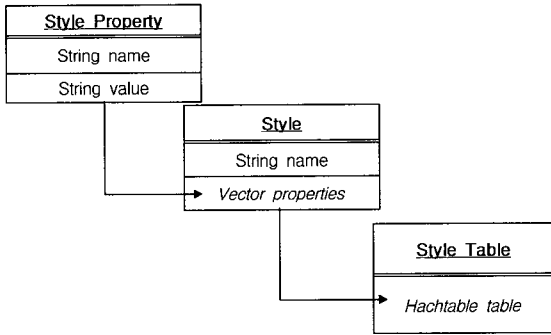 Style Property
String name
String value
Style
String name
Vector properties
Style Table
Hachtable table